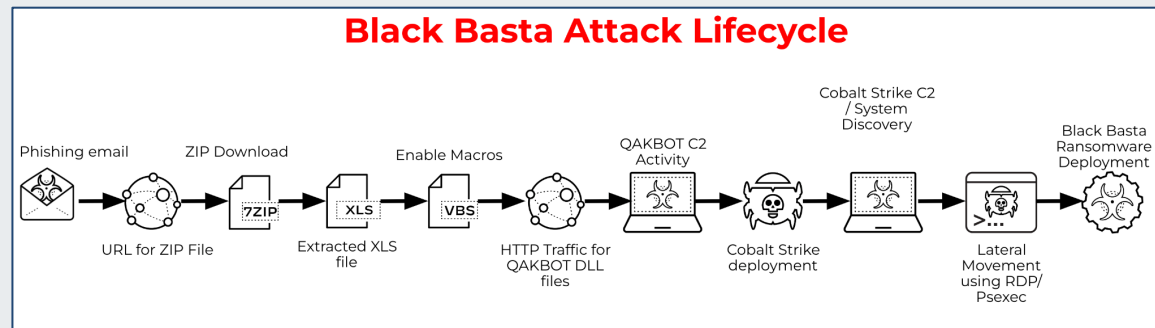 Black Basta Attack Lifecycle
Phishing email
URL for ZIP File
ZIP Download
7ZIP
XLS
Extracted XLS
file
Enable Macros
VBS
HTTP Traffic for
QAKBOT DLL
files
QAKBOT C2
Activity
Cobalt Strike
deployment
Cobalt Strike C2
/ System
Discovery
>...
Lateral
Movement
using RDP/
Psexec
Black Basta
Ransomware
Deployment